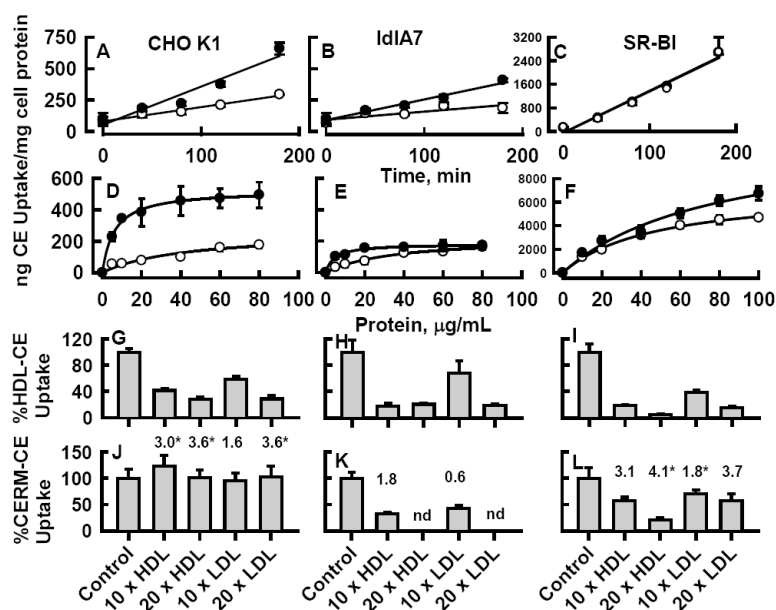 ng CE Uptake/mg cell protein
A
CHO K1
750
500
250
0
0
100
200
B
ldlA7
0
100
200
C
SR-BI
3200
2400
1600
800
0
0
100
200
Time, min
D
600
400
200
0
0
20
40
60
80
100
E
0
20
40
60
80
100
F
8000
6000
4000
2000
0
0
20
40
60
80
100
Protein, µg/mL
%HDL-CE
Uptake
G
120
80
40
0
H
I
%CERM-CE
Uptake
J
150
100
50
0
3.0*
3.6*
1.6
3.6*
K
1.8
nd
0.6
nd
L
3.1
4.1*
1.8*
3.7
Control
10 x HDL
20 x HDL
10 x LDL
20 x LDL
Control
10 x HDL
20 x HDL
10 x LDL
20 x LDL
Control
10 x HDL
20 x HDL
10 x LDL
20 x LDL